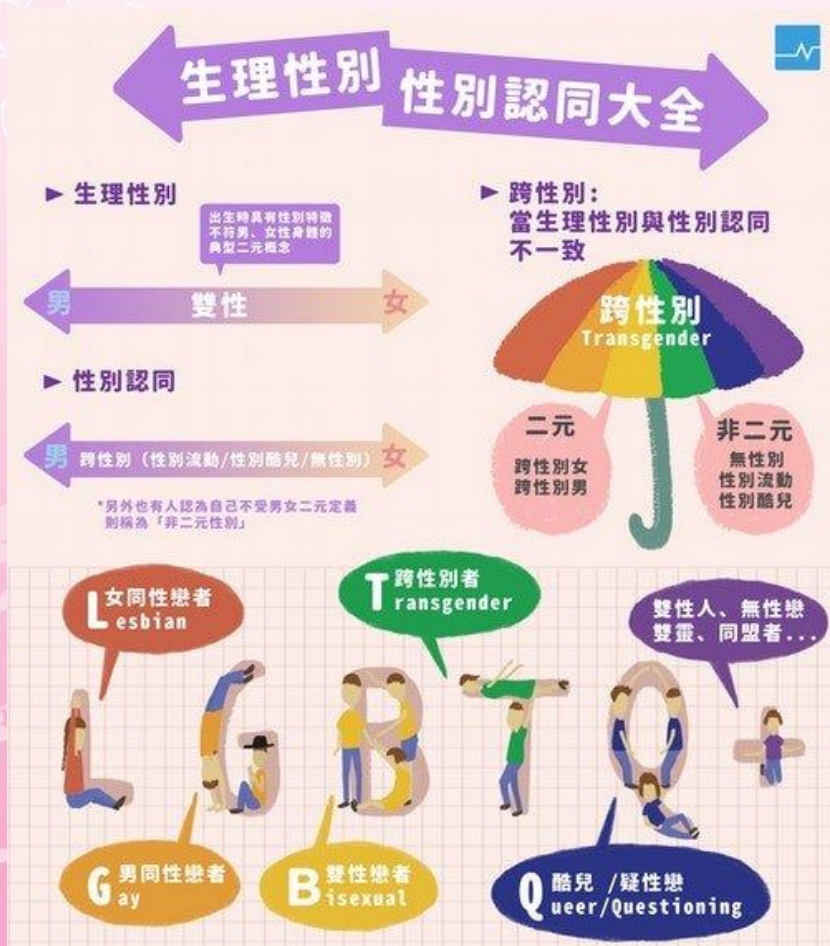 生理性別
性別認同大全
► 生理性別
出生時具有性別特徵
不符男、女性身體的
典型二元概念
男 雙性 女
► 性別認同
男 跨性別（性別流動/性別酷兒/無性別） 女
*另外也有人認為自己不受男女二元定義
則稱為「非二元性別」
► 跨性別：
當生理性別與性別認同
不一致
跨性別
Transgender
二元
跨性別女
跨性別男
非二元
無性別
性別流動
性別酷兒
女同性戀者
Lesbian
跨性別者
Transgender
雙性人、無性戀
雙靈、同盟者...
LGBTQ+
男同性戀者
Gay
雙性戀者
Bisexual
酷兒 /疑性戀
Queer/Questioning